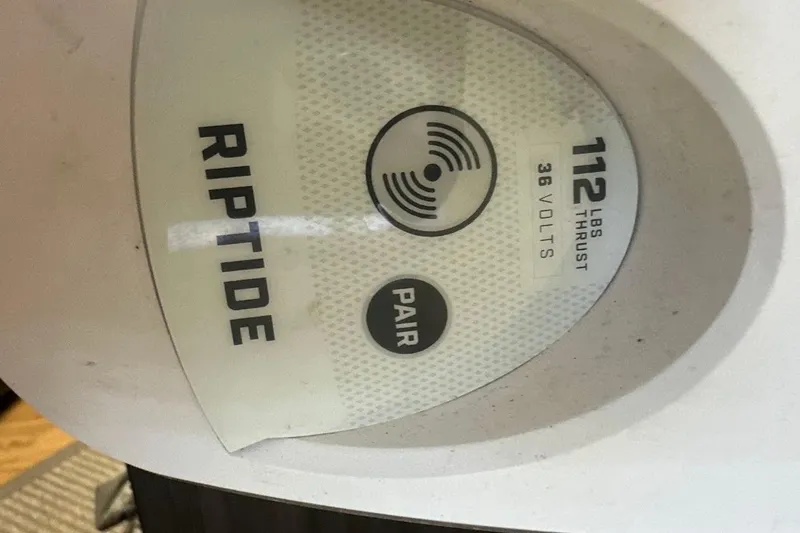 112 LBS THRUST
36 VOLTS
PAIR
RIPTIDE